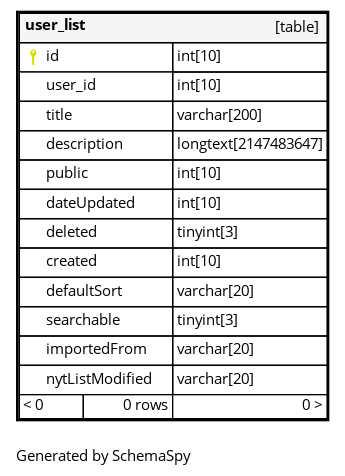 user_list [table]
id int[10]
user_id int[10]
title varchar[200]
description longtext[2147483647]
public int[10]
dateUpdated int[10]
deleted tinyint[3]
created int[10]
defaultSort varchar[20]
searchable tinyint[3]
importedFrom varchar[20]
nytListModified varchar[20]
< 0 0 rows 0 >
Generated by SchemaSpy